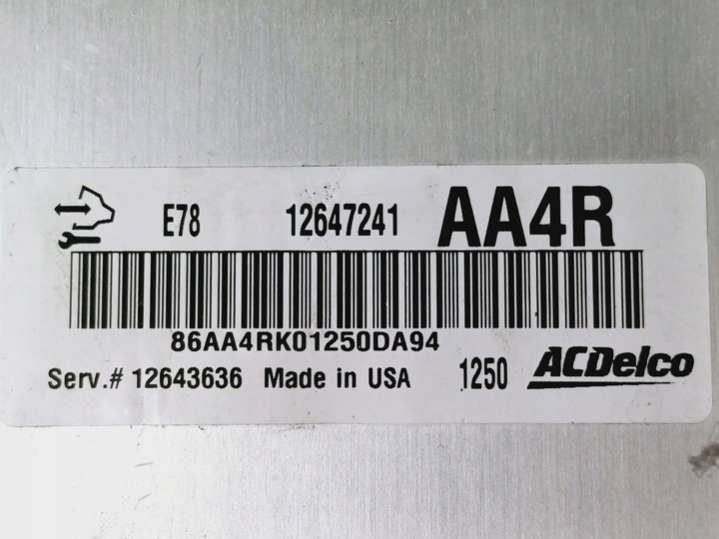 E78 12647241 AA4R
86AA4RK01250DA94
Serv.# 12643636 Made in USA 1250 ACDelco